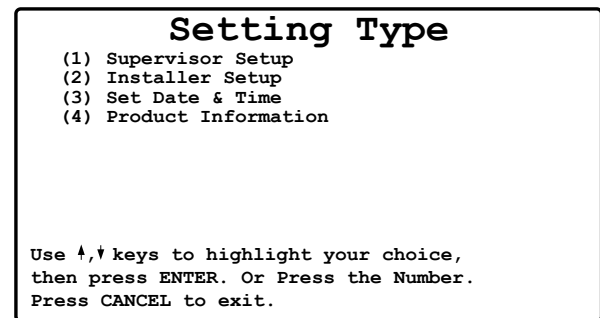 Setting Type
(1) Supervisor Setup
(2) Installer Setup
(3) Set Date & Time
(4) Product Information
Use ↑,↓ keys to highlight your choice,
then press ENTER. Or Press the Number.
Press CANCEL to exit.